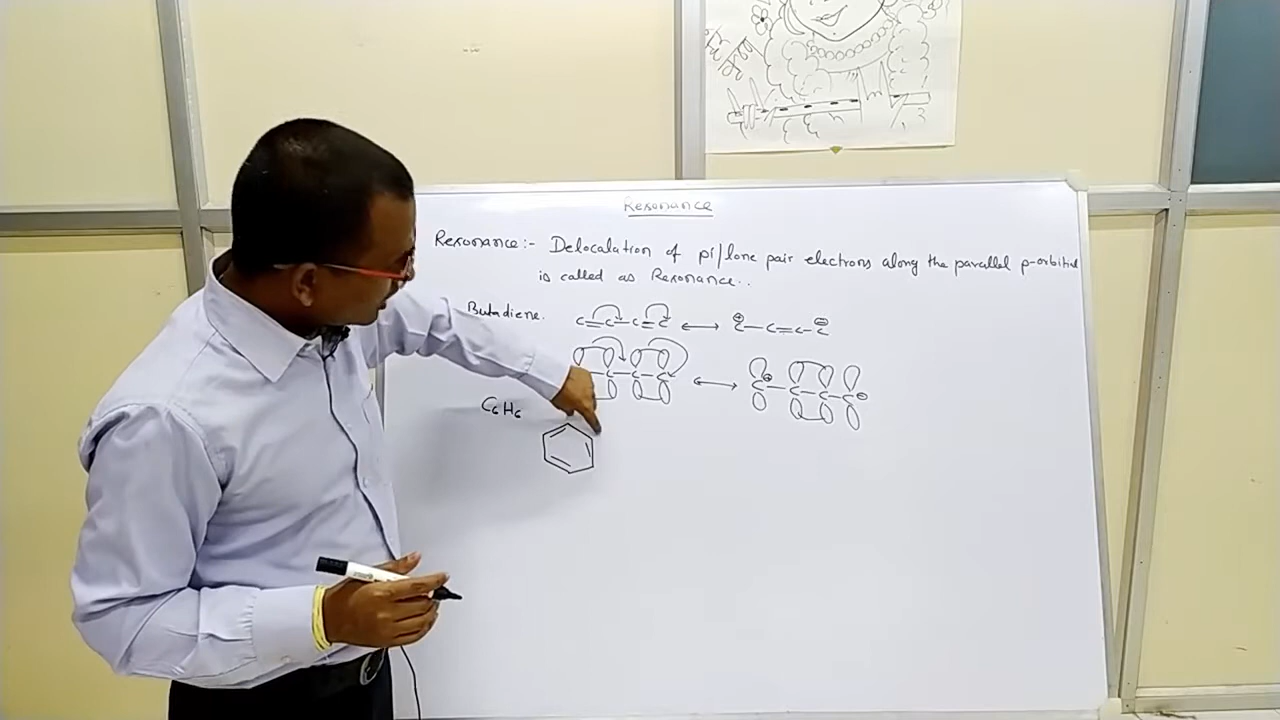 Resonance
Resonance:- Delocalation of pi/lone pair electrons along the parallel p-orbital
is called as Resonance..
Butadiene.
C=C-C=C ⟷ C⊕-C=C-C⊖
C-C-C ⟷ C⊕-C-C-C⊖
C6H6